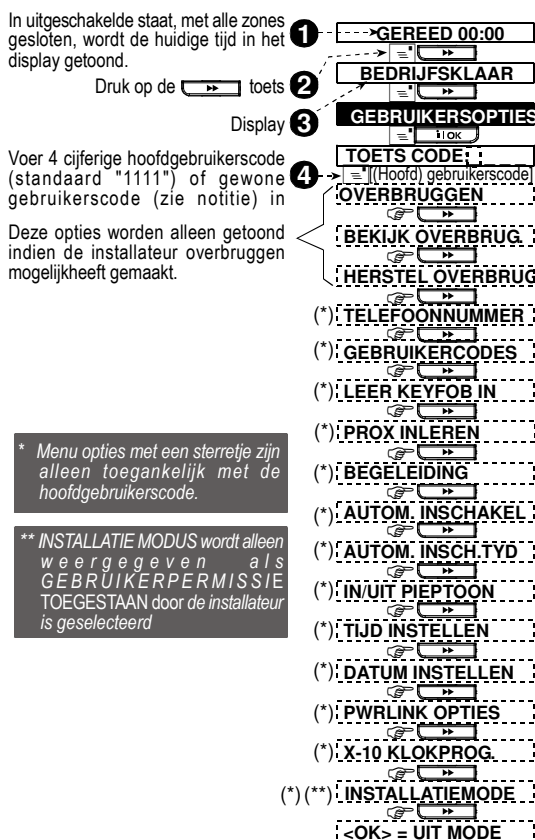 In uitgeschakelde staat, met alle zones
gesloten, wordt de huidige tijd in het
display getoond.
1
GEREED 00:00
Druk op de toets 2
BEDRIJFSKLAAR
Display 3
GEBRUIKERSOPTIES
i I OK
TOETS CODE
Voer 4 cijferige hoofdgebruikerscode
(standaard "1111") of gewone
gebruikerscode (zie notitie) in
4
[(Hoofd) gebruikerscode]
Deze opties worden alleen getoond
indien de installateur overbruggen
mogelijkheeft gemaakt.
OVERBRUGGEN
BEKIJK OVERBRUG.
HERSTEL OVERBRUG
(*) TELEFOONNUMMER
(*) GEBRUIKERCODES
(*) LEER KEYFOB IN
(*) PROX INLEREN
(*) BEGELEIDING
(*) AUTOM. INSCHAKEL
(*) AUTOM. INSCH.TYD
(*) IN/UIT PIEPTOON
(*) TIJD INSTELLEN
(*) DATUM INSTELLEN
(*) PWRLINK OPTIES
(*) X-10 KLOKPROG.
(*) (**) INSTALLATIEMODE
<OK> = UIT MODE
* Menu opties met een sterretje zijn
alleen toegankelijk met de
hoofdgebruikerscode.
** INSTALLATIE MODUS wordt alleen
weergegeven als
GEBRUIKERPERMISSIE
TOEGESTAAN door de installateur
is geselecteerd